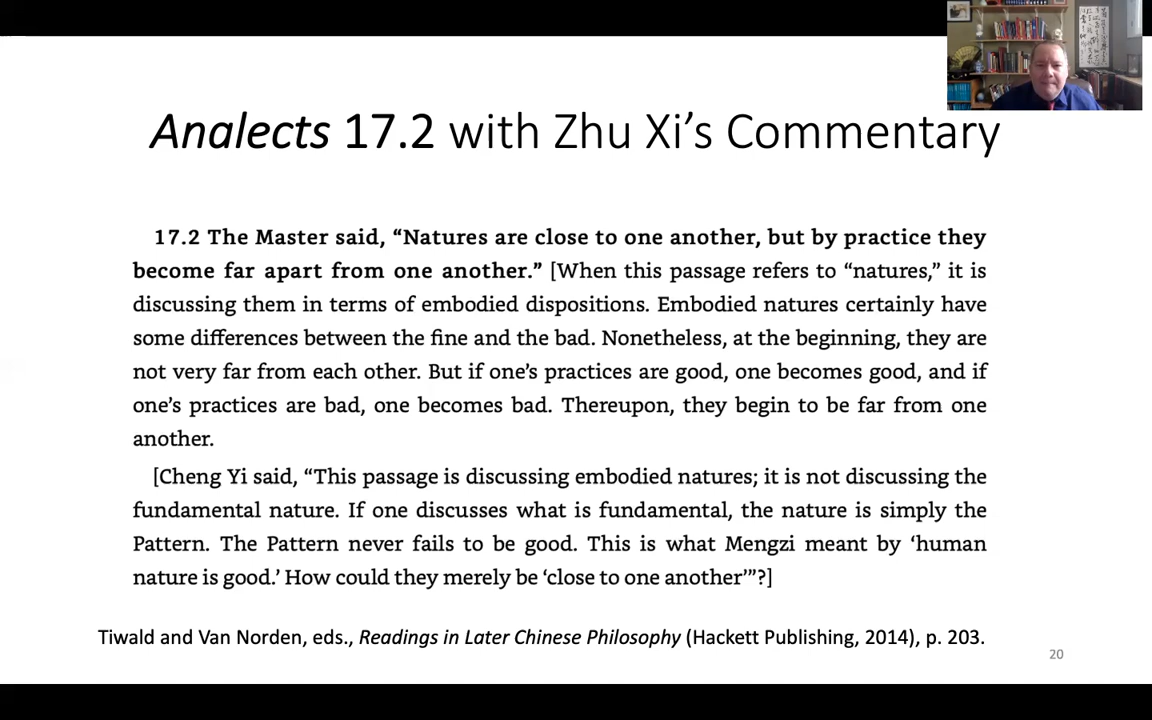 Analects 17.2 with Zhu Xi’s Commentary
17.2 The Master said, “Natures are close to one another, but by practice they
become far apart from one another.” [When this passage refers to “natures,” it is
discussing them in terms of embodied dispositions. Embodied natures certainly have
some differences between the fine and the bad. Nonetheless, at the beginning, they are
not very far from each other. But if one’s practices are good, one becomes good, and if
one’s practices are bad, one becomes bad. Thereupon, they begin to be far from one
another.
[Cheng Yi said, “This passage is discussing embodied natures; it is not discussing the
fundamental nature. If one discusses what is fundamental, the nature is simply the
Pattern. The Pattern never fails to be good. This is what Mengzi meant by ‘human
nature is good.’ How could they merely be ‘close to one another’”?]
Tiwald and Van Norden, eds., Readings in Later Chinese Philosophy (Hackett Publishing, 2014), p. 203.
20